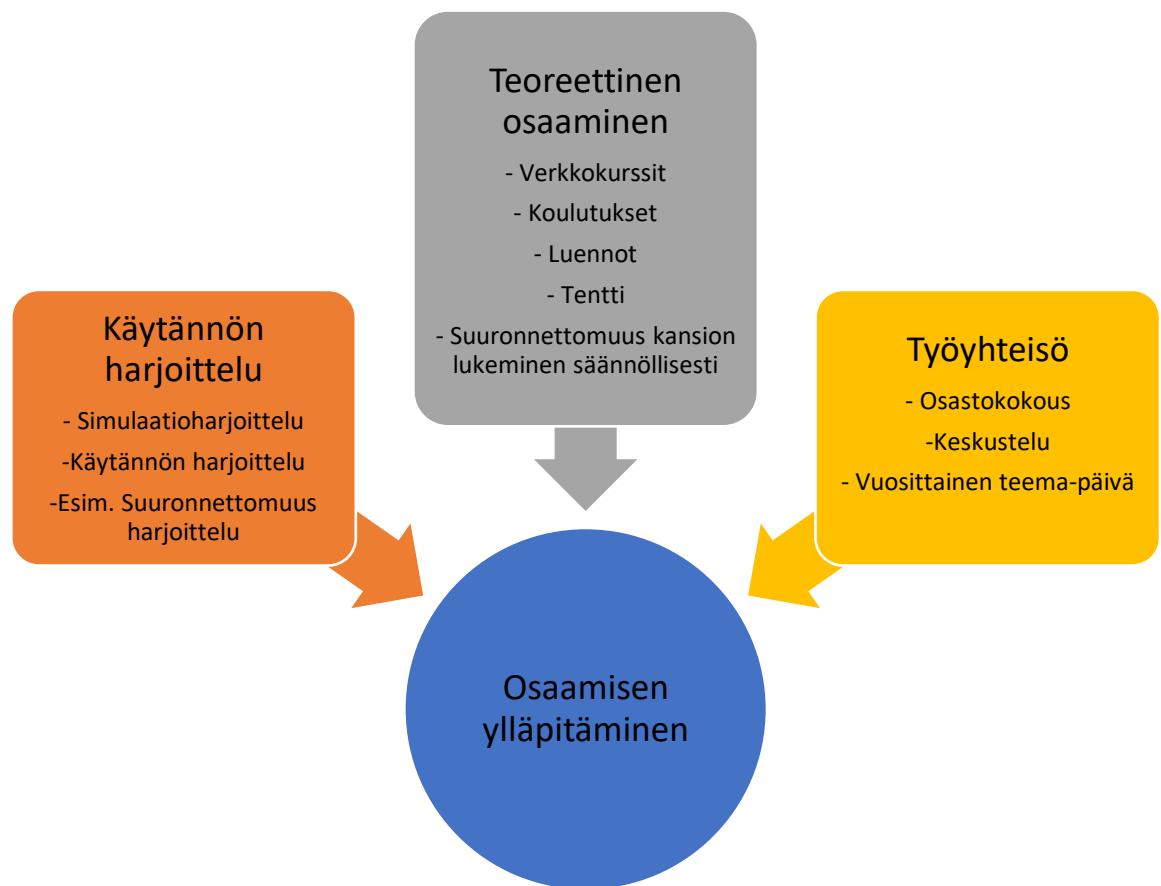 Teoreettinen
osaaminen
- Verkkokurssit
- Koulutukset
- Luennot
- Tentti
- Suuronnettomuus kansion
lukeminen säännöllisesti
Käytännön
harjoittelu
- Simulaatioharjoittelu
-Käytännön harjoittelu
-Esim. Suuronnettomuus
harjoittelu
Työyhteisö
- Osastokokous
-Keskustelu
- Vuosittainen teema-päivä
Osaamisen
ylläpitäminen